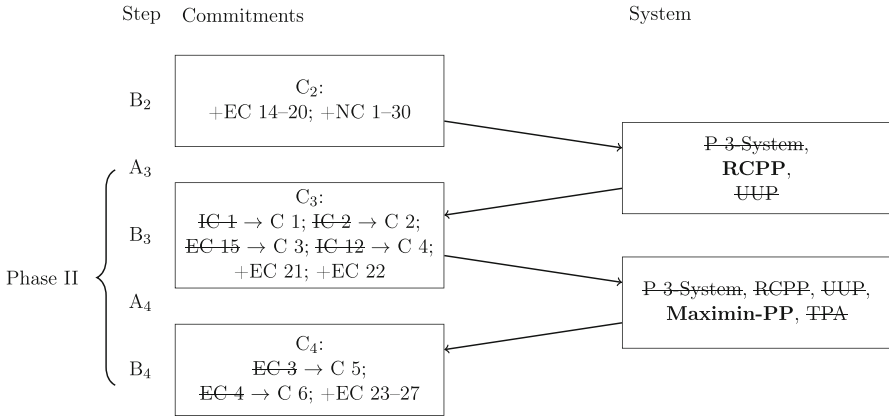 Step Commitments System
C₂:
B₂
+EC 14–20; +NC 1–30
P 3-System,
A₃
RCPP,
UUP
C₃:
IC 1 → C 1; IC 2 → C 2;
B₃
EC 15 → C 3; IC 12 → C 4;
+EC 21; +EC 22
Phase II
P 3-System, RCPP, UUP,
A₄
Maximin-PP, TPA
C₄:
EC 3 → C 5;
B₄
EC 4 → C 6; +EC 23–27